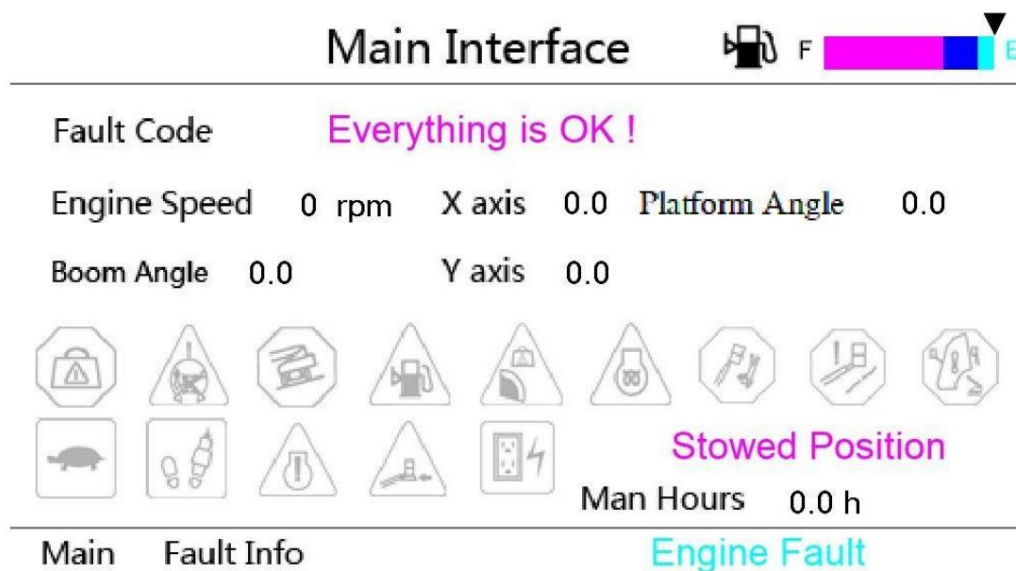 Main Interface F E
Fault Code Everything is OK !
Engine Speed 0 rpm X axis 0.0 Platform Angle 0.0
Boom Angle 0.0 Y axis 0.0
Stowed Position
Man Hours 0.0 h
Main Fault Info Engine Fault